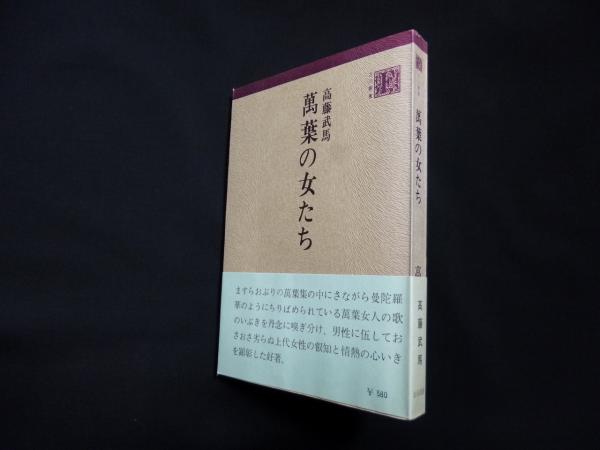 高藤武馬
萬葉の女たち
ますらおぶりの萬葉集の中にさながら曼陀羅
華のようにちりばめられている萬葉女人の歌
のいぶきを丹念に嗅ぎ分け、男性に伍してお
さおさ劣らぬ上代女性の叡知と情熱の心いき
を顕彰した好著。
¥ 580
萬葉の女たち
高
高藤武馬